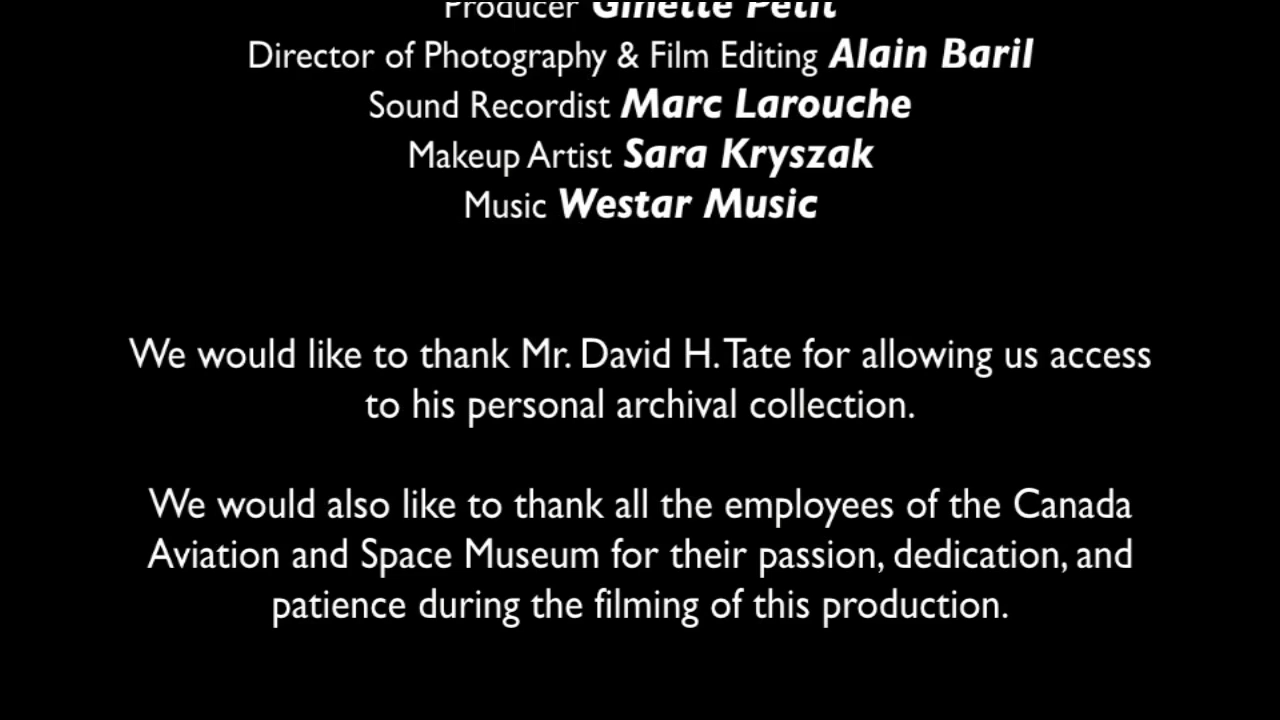 Producer Ginette Petit
Director of Photography & Film Editing Alain Baril
Sound Recordist Marc Larouche
Makeup Artist Sara Kryszak
Music Westar Music
We would like to thank Mr. David H. Tate for allowing us access
to his personal archival collection.
We would also like to thank all the employees of the Canada
Aviation and Space Museum for their passion, dedication, and
patience during the filming of this production.